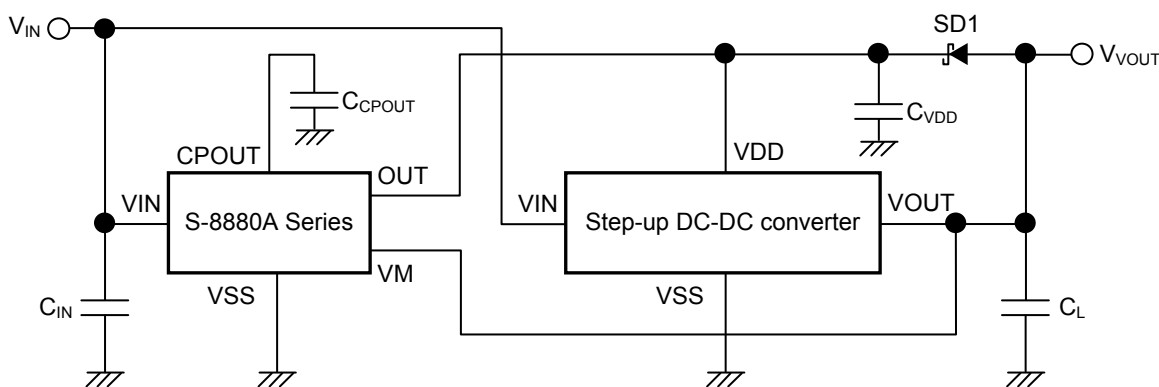 SD1
VIN
VVOUT
CCPOUT
CVDD
CPOUT
OUT
VDD
VIN
S-8880A Series
VIN
Step-up DC-DC converter
VOUT
VM
VSS
VSS
CIN
CL